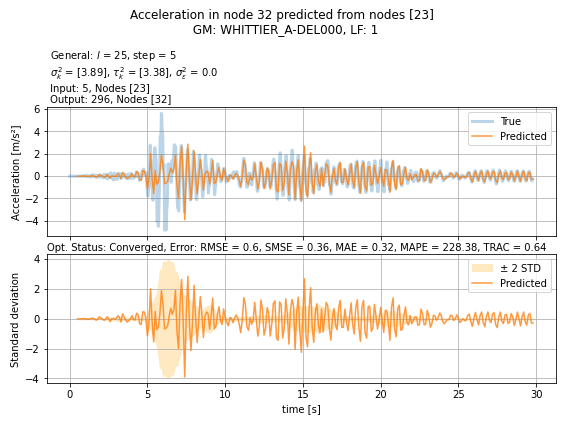 Acceleration in node 32 predicted from nodes [23]
GM: WHITTIER_A-DEL000, LF: 1
General: l = 25, step = 5
σ²ₖ = [3.89], τ²ₖ = [3.38], σ²ε = 0.0
Input: 5, Nodes [23]
Output: 296, Nodes [32]
Acceleration [m/s²]
6
4
2
0
−2
−4
True
Predicted
Opt. Status: Converged, Error: RMSE = 0.6, SMSE = 0.36, MAE = 0.32, MAPE = 228.38, TRAC = 0.64
Standard deviation
4
2
0
−2
−4
± 2 STD
Predicted
0 5 10 15 20 25 30
time [s]